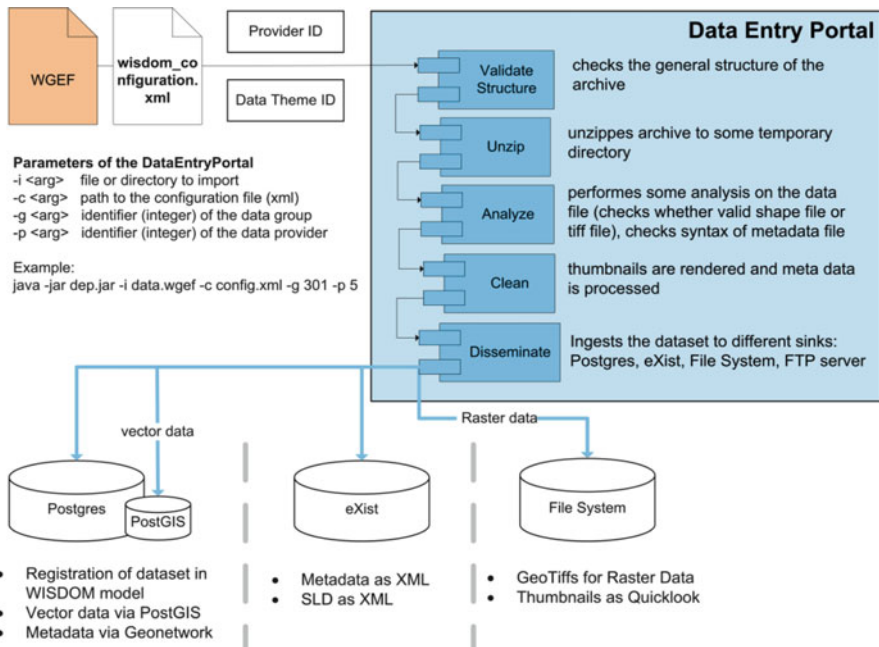 Data Entry Portal
WGEF
wisdom_co
nfiguration.
xml
Provider ID
Data Theme ID
Validate
Structure
checks the general structure of the
archive
Unzip
unzippes archive to some temporary
directory
Analyze
performes some analysis on the data
file (checks whether valid shape file or
tiff file), checks syntax of metadata file
Clean
thumbnails are rendered and meta data
is processed
Disseminate
Ingests the dataset to different sinks:
Postgres, eXist, File System, FTP server
Parameters of the DataEntryPortal
-i <arg> file or directory to import
-c <arg> path to the configuration file (xml)
-g <arg> identifier (integer) of the data group
-p <arg> identifier (integer) of the data provider
Example:
java -jar dep.jar -i data.wgef -c config.xml -g 301 -p 5
vector data
Raster data
Postgres
PostGIS
eXist
File System
• Registration of dataset in
WISDOM model
• Vector data via PostGIS
• Metadata via Geonetwork
• Metadata as XML
• SLD as XML
• GeoTiffs for Raster Data
• Thumbnails as Quicklook